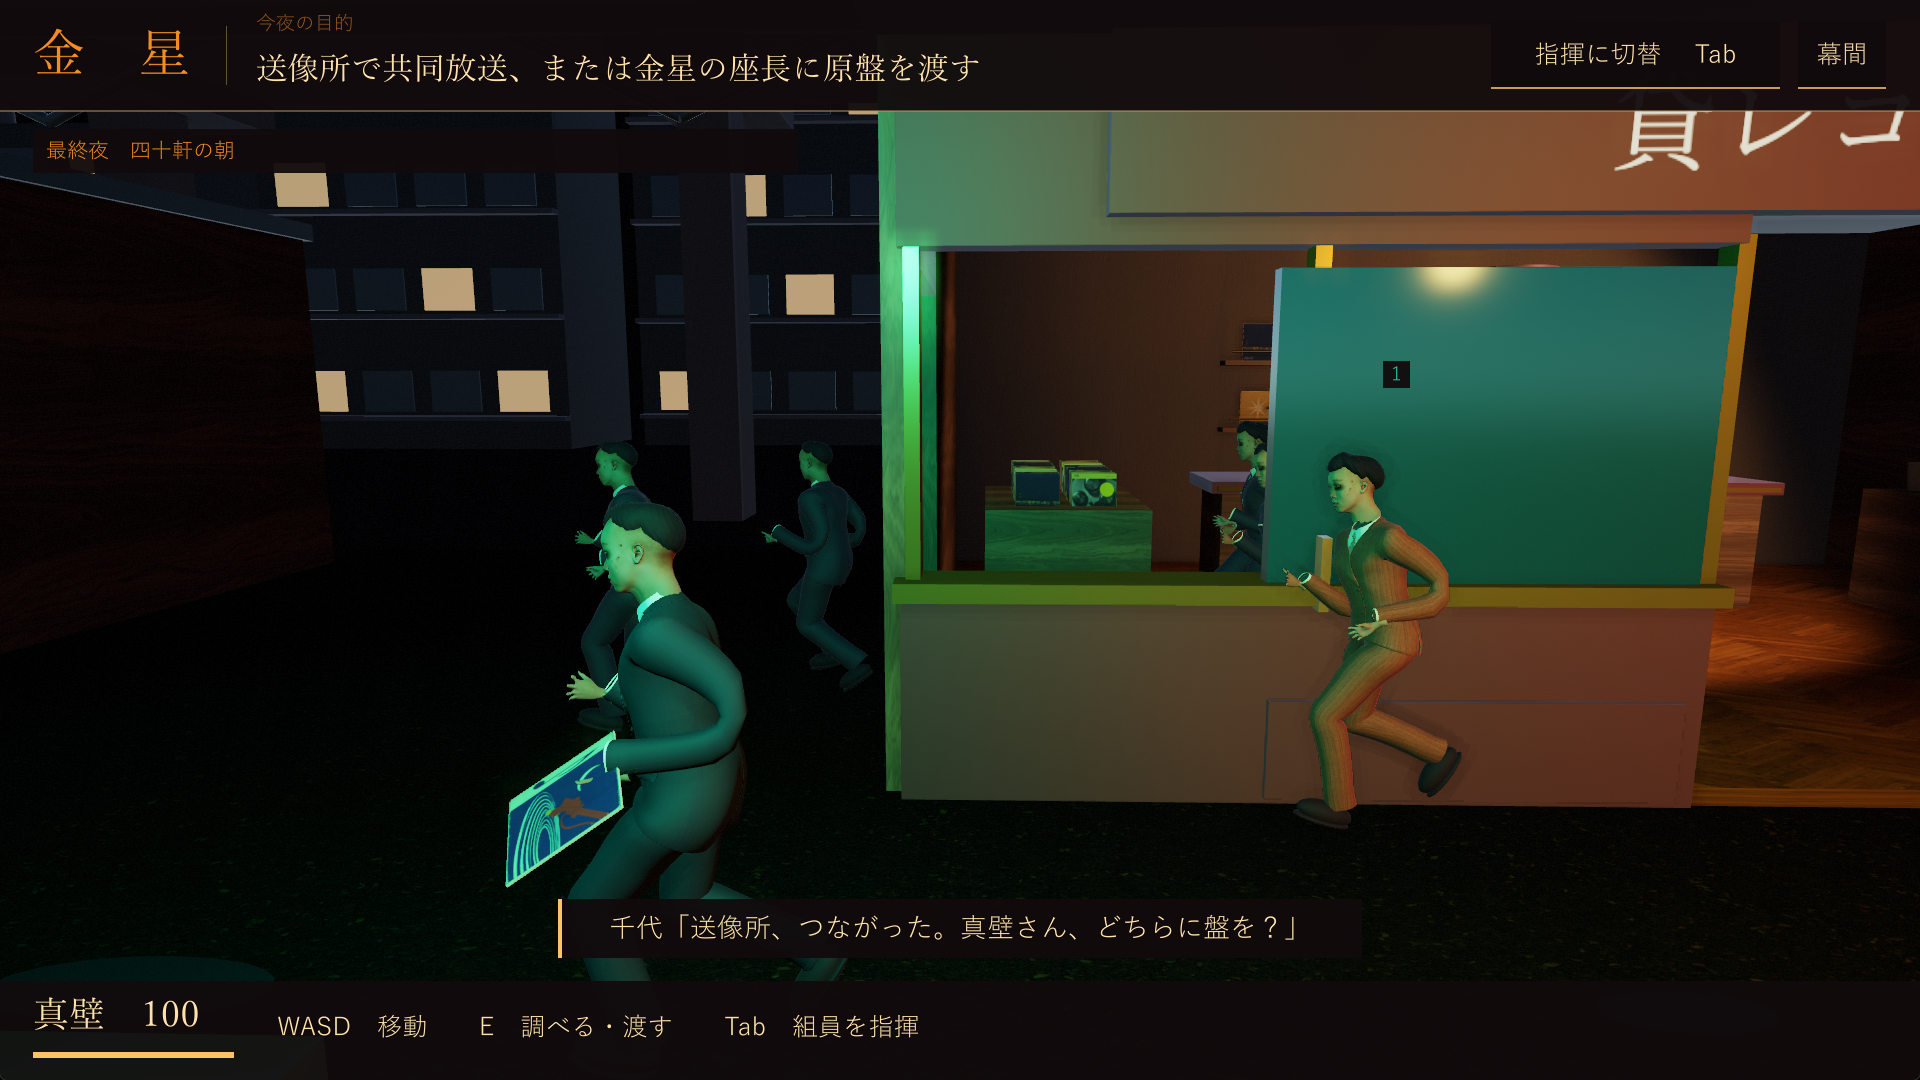 金 星
今夜の目的
送像所で共同放送、または金星の座長に原盤を渡す
指揮に切替 Tab
幕間
貸レコ
最終夜 四十軒の朝
1
千代「送像所、つながった。真壁さん、どちらに盤を？」
真壁 100
WASD 移動 E 調べる・渡す Tab 組員を指揮